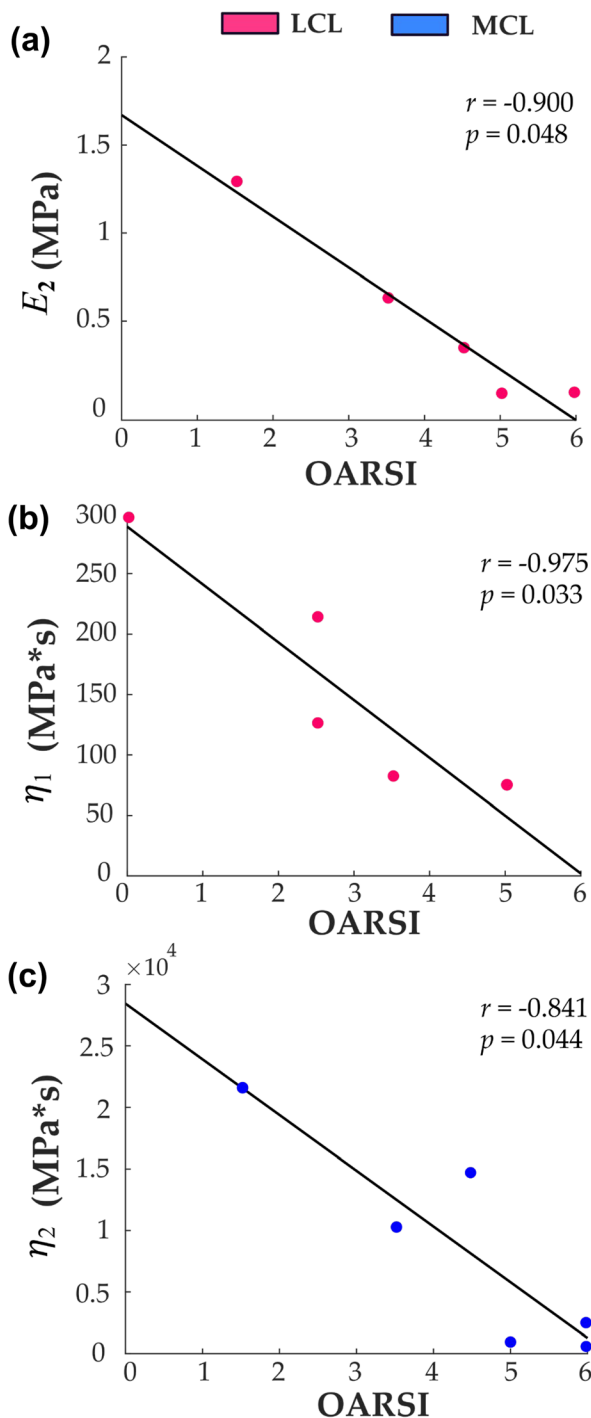 LCL MCL
(a)
r = -0.900
p = 0.048
E2 (MPa)
2
1.5
1
0.5
0
0 1 2 3 4 5 6
OARSI
(b)
r = -0.975
p = 0.033
η1 (MPa*s)
300
250
200
150
100
50
0
0 1 2 3 4 5 6
OARSI
(c)
×10^4
r = -0.841
p = 0.044
η2 (MPa*s)
3
2.5
2
1.5
1
0.5
0
0 1 2 3 4 5 6
OARSI